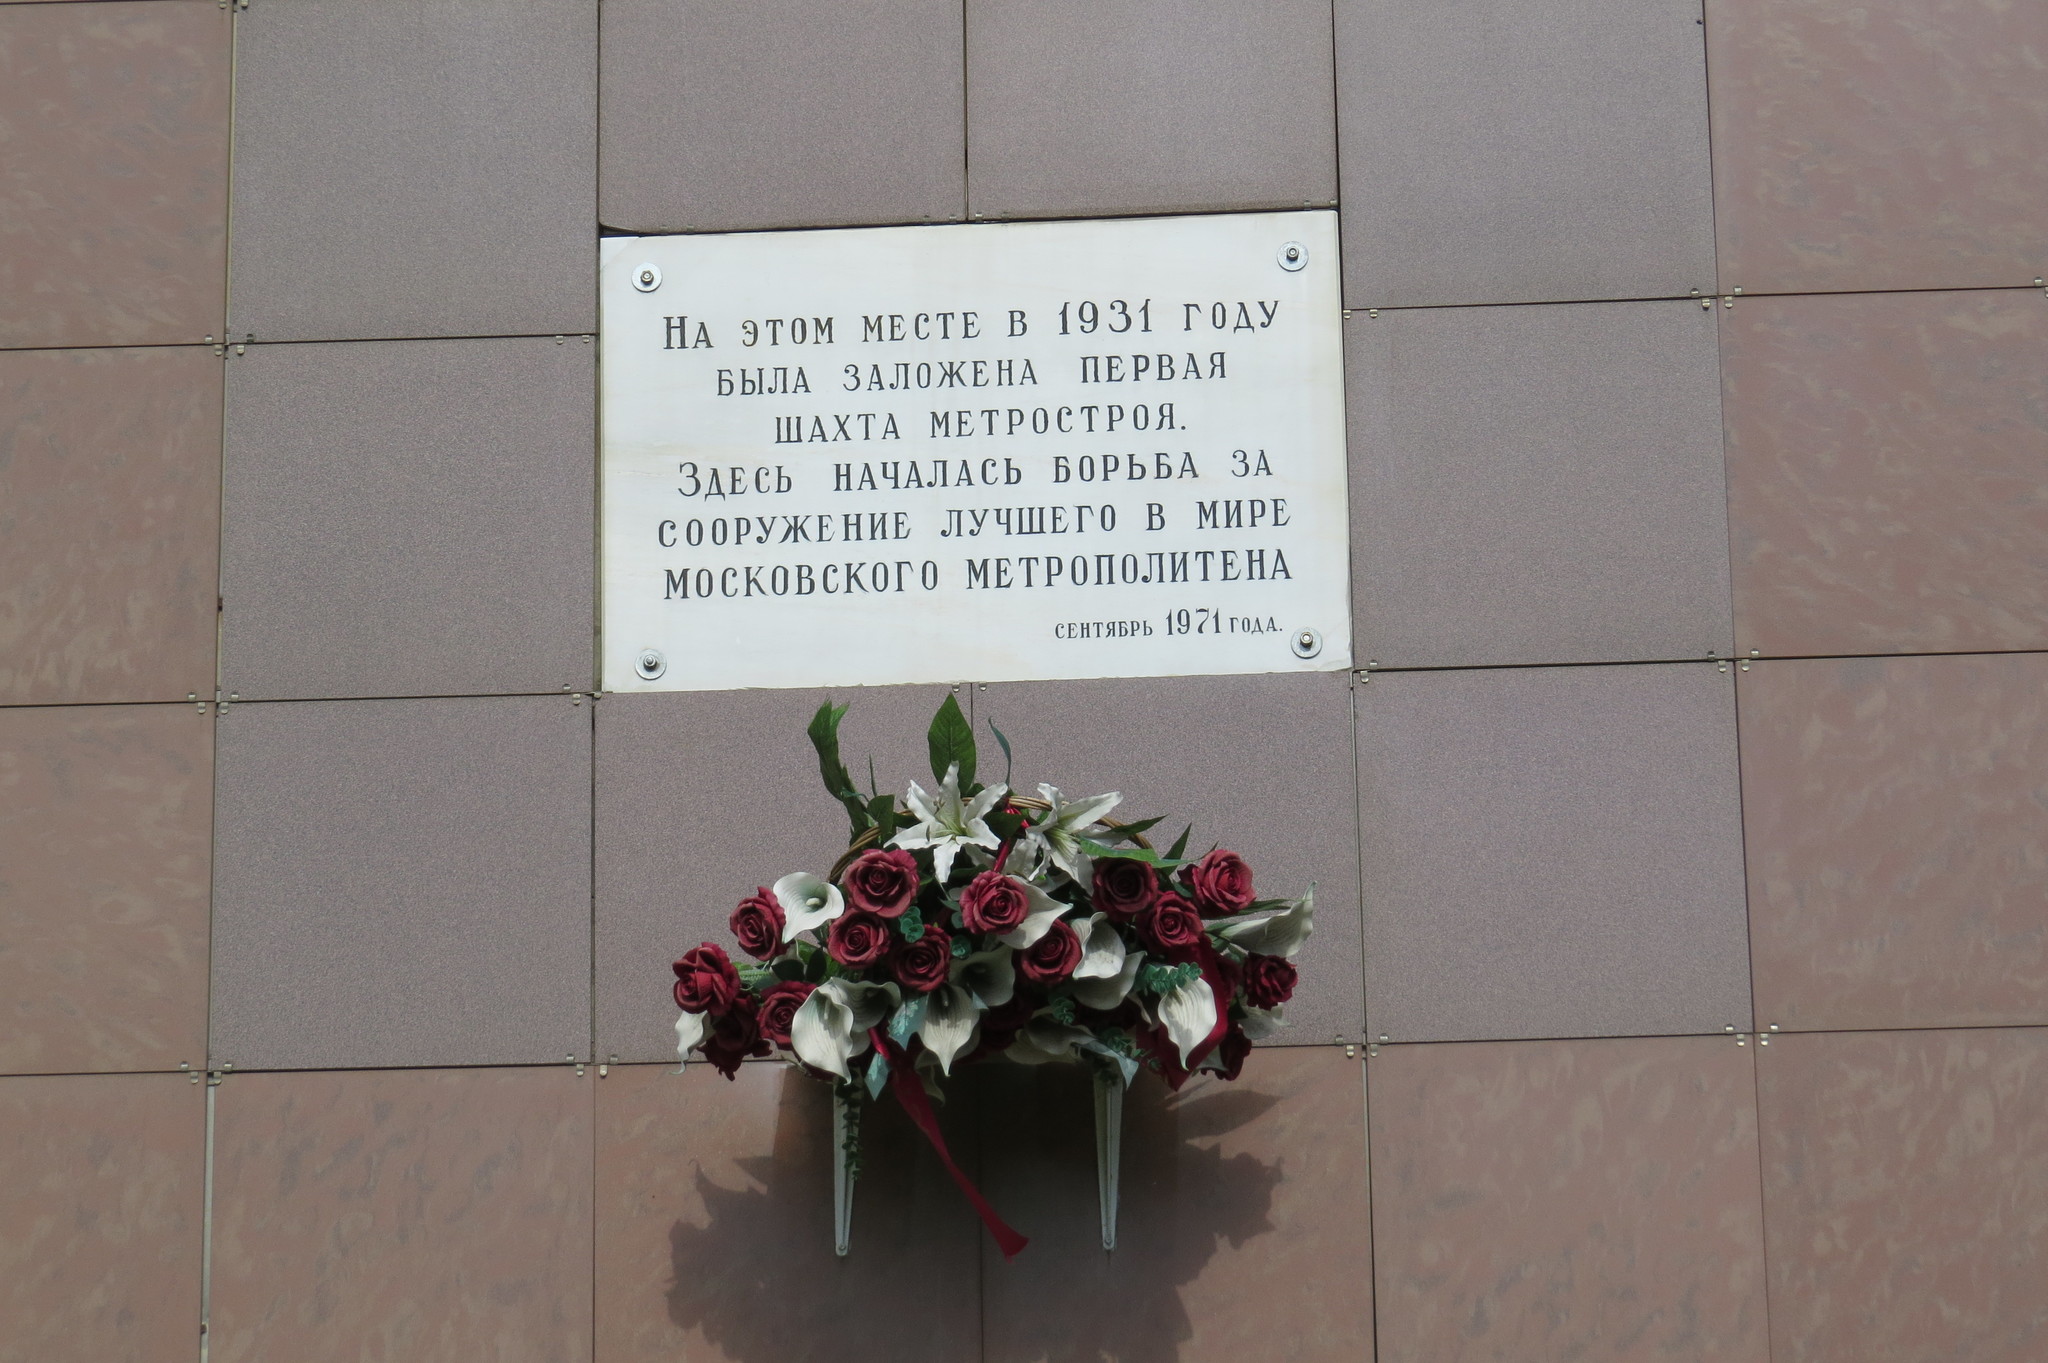 На этом месте в 1931 году
была заложена первая
шахта Метростроя.
Здесь началась борьба за
сооружение лучшего в мире
московского метрополитена
сентябрь 1971 года.